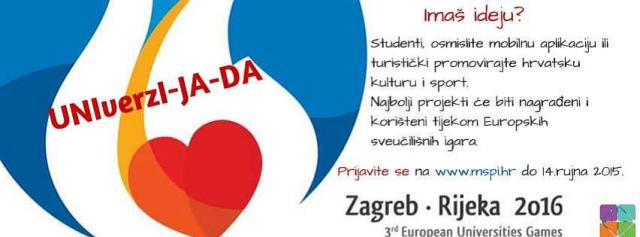 Imaš ideju?
Studenti, osmislite mobilnu aplikaciju ili
turistički promovirajte hrvatsku
kulturu i sport.
Najbolji projekti će biti nagrađeni i
korišteni tijekom Europskih
sveučilišnih igara.
UNIverzI-JA-DA
Prijavite se na www.mspi.hr do 14.rujna 2015.
Zagreb · Rijeka 2016
3rd European Universities Games